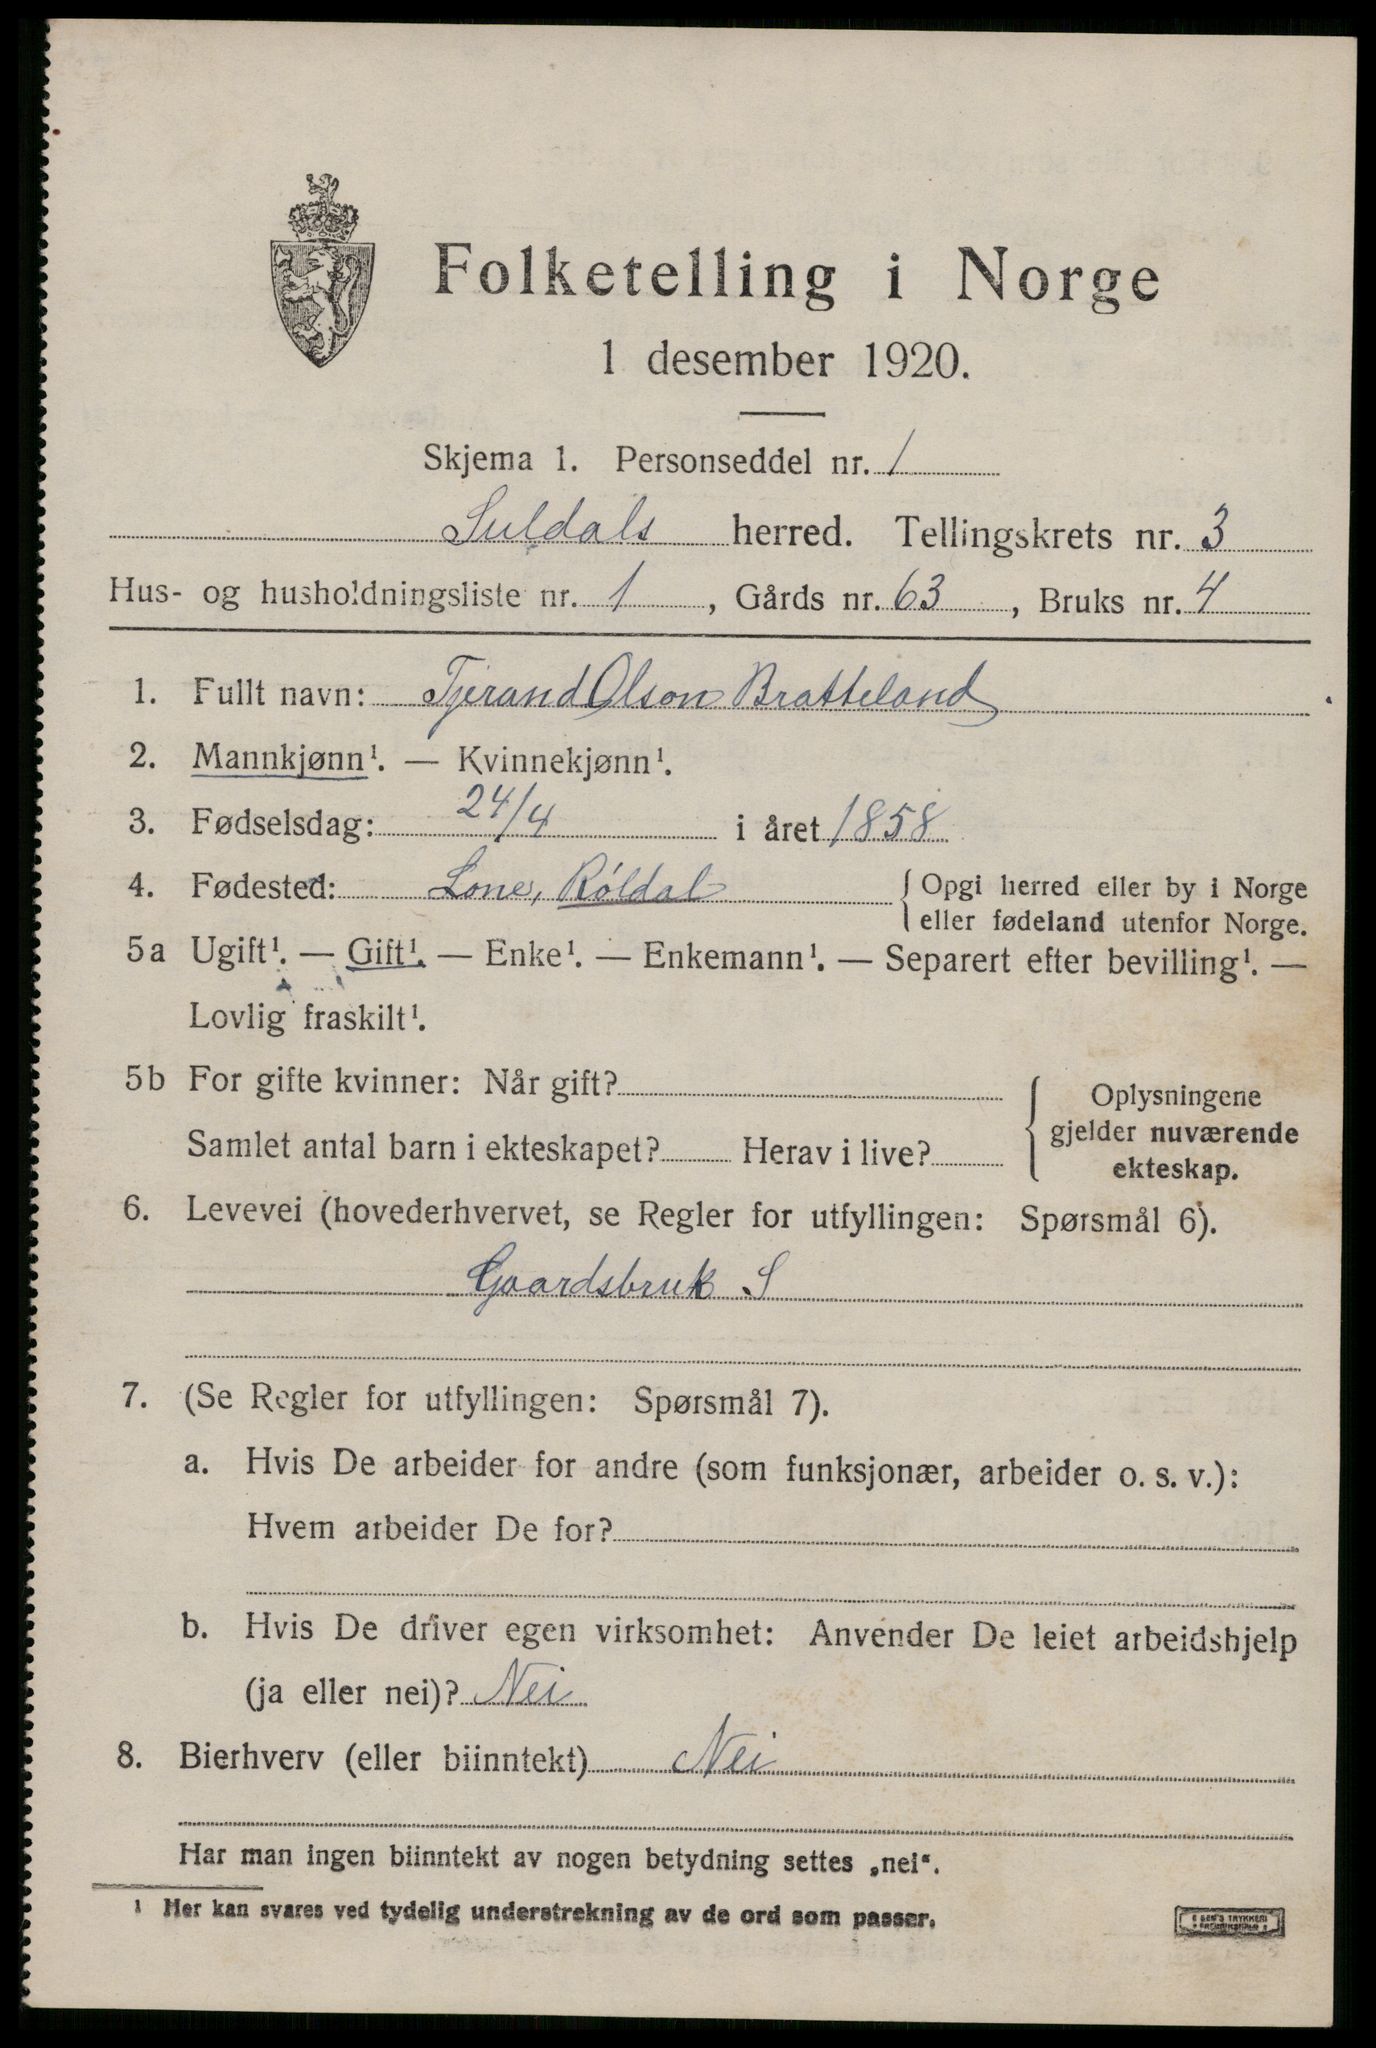 Folketelling i Norge
1 desember 1920.
Skjema 1. Personseddel nr. 1
Suldals herred. Tellingskrets nr. 3
Hus- og husholdningsliste nr. 1, Gårds nr. 63, Bruks nr. 4
1. Fullt navn: Tjerand Olson Bratteland
2. Mannkjønn¹. — Kvinnekjønn¹.
3. Fødselsdag: 24/4 i året 1858
4. Fødested: Lone, Róldal { Opgi herred eller by i Norge
eller fødeland utenfor Norge.
5a Ugift¹. — Gift¹. — Enke¹. — Enkemann¹. — Separert efter bevilling¹. —
Lovlig fraskilt¹.
5b For gifte kvinner: Når gift?
Samlet antal barn i ekteskapet? Herav i live?
Oplysningene
gjelder nuværende
ekteskap.
6. Levevei (hovederhvervet, se Regler for utfyllingen: Spørsmål 6).
Gaardsbruk S
7. (Se Regler for utfyllingen: Spørsmål 7).
a. Hvis De arbeider for andre (som funksjonær, arbeider o. s. v.):
Hvem arbeider De for?
b. Hvis De driver egen virksomhet: Anvender De leiet arbeidshjelp
(ja eller nei)? Nei
8. Bierhverv (eller biinntekt) Nei
Har man ingen biinntekt av nogen betydning settes „nei“.
¹ Her kan svares ved tydelig understrekning av de ord som passer.